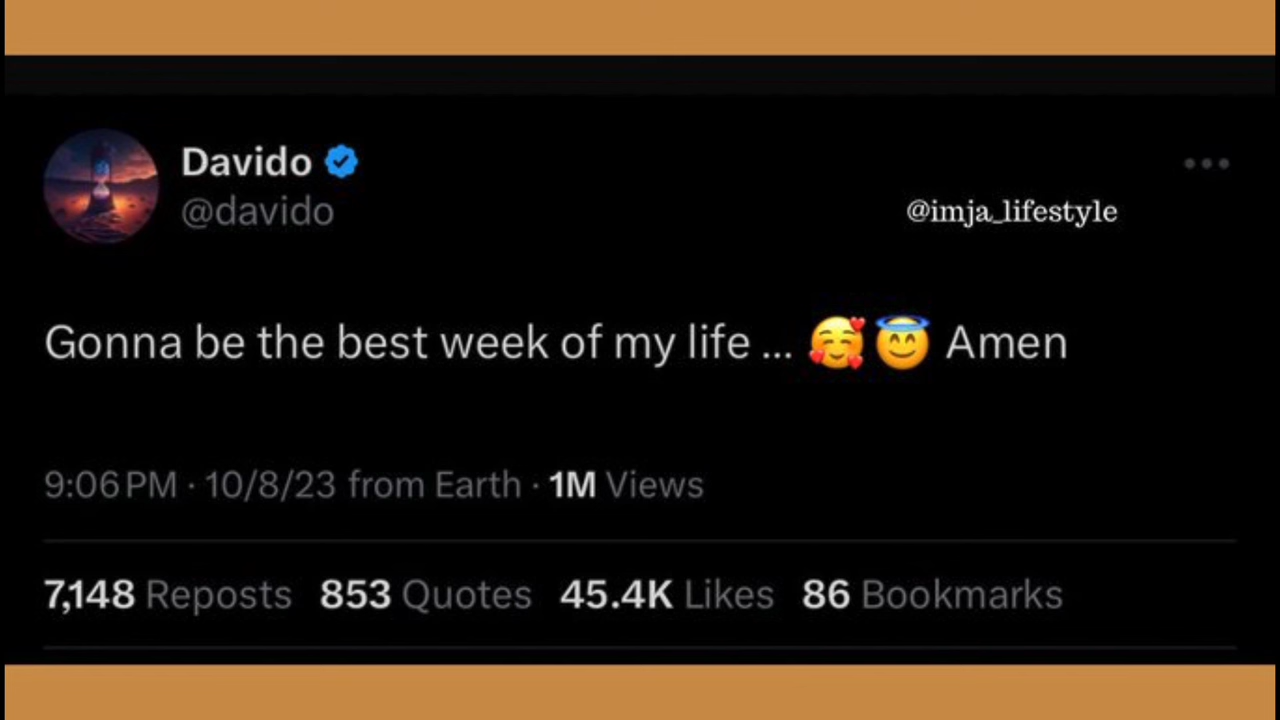 Davido
@davido
@imja_lifestyle
Gonna be the best week of my life ... 🥰😇 Amen
9:06 PM · 10/8/23 from Earth · 1M Views
7,148 Reposts 853 Quotes 45.4K Likes 86 Bookmarks